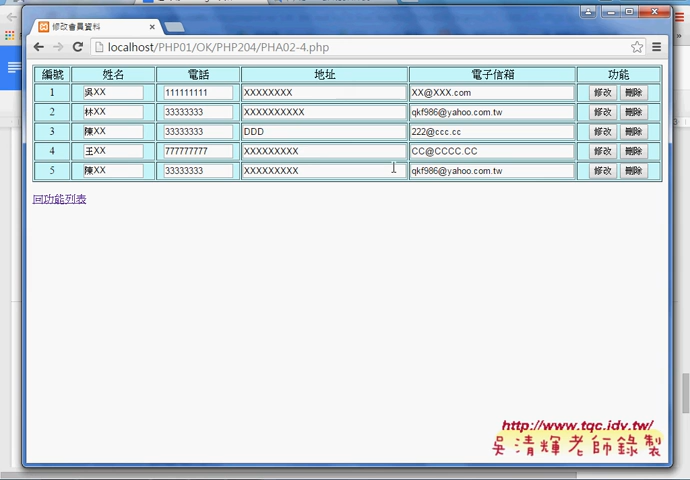 修改會員資料
localhost/PHP01/OK/PHP204/PHA02-4.php
編號 姓名 電話 地址 電子信箱 功能
1 吳XX 111111111 XXXXXXXX XX@XXX.com 修改 刪除
2 林XX 33333333 XXXXXXXXXX qkf986@yahoo.com.tw 修改 刪除
3 陳XX 33333333 DDD 222@ccc.cc 修改 刪除
4 王XX 777777777 XXXXXXXXX CC@CCCC.CC 修改 刪除
5 陳XX 33333333 XXXXXXXXX qkf986@yahoo.com.tw 修改 刪除
回功能列表
http://www.tqc.idv.tw/
吳清輝老師錄製